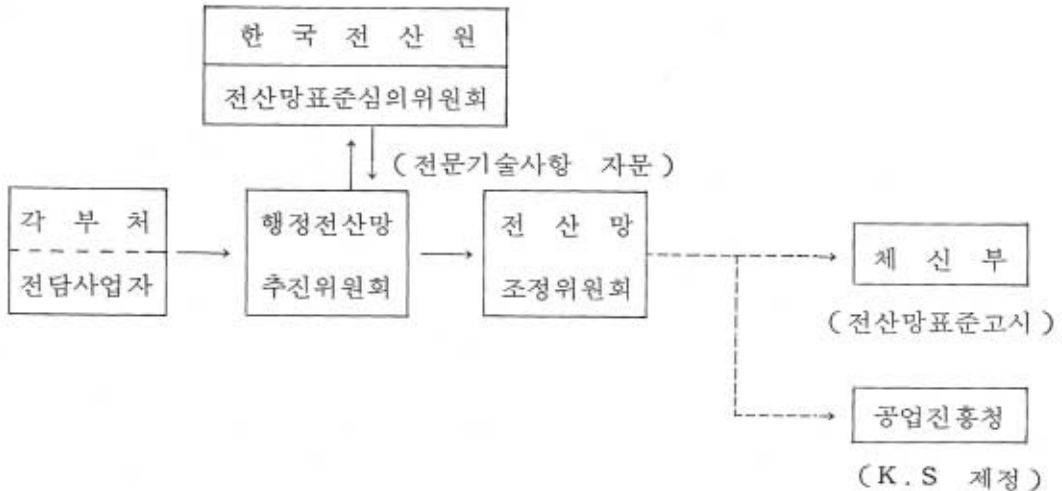 한 국 전 산 원
전산망표준심의위원회
(전문기술사항 자문)
각 부 처
전담사업자
행정전산망
추진위원회
전 산 망
조정위원회
체 신 부
(전산망표준고시)
공업진흥청
(K.S 제정)